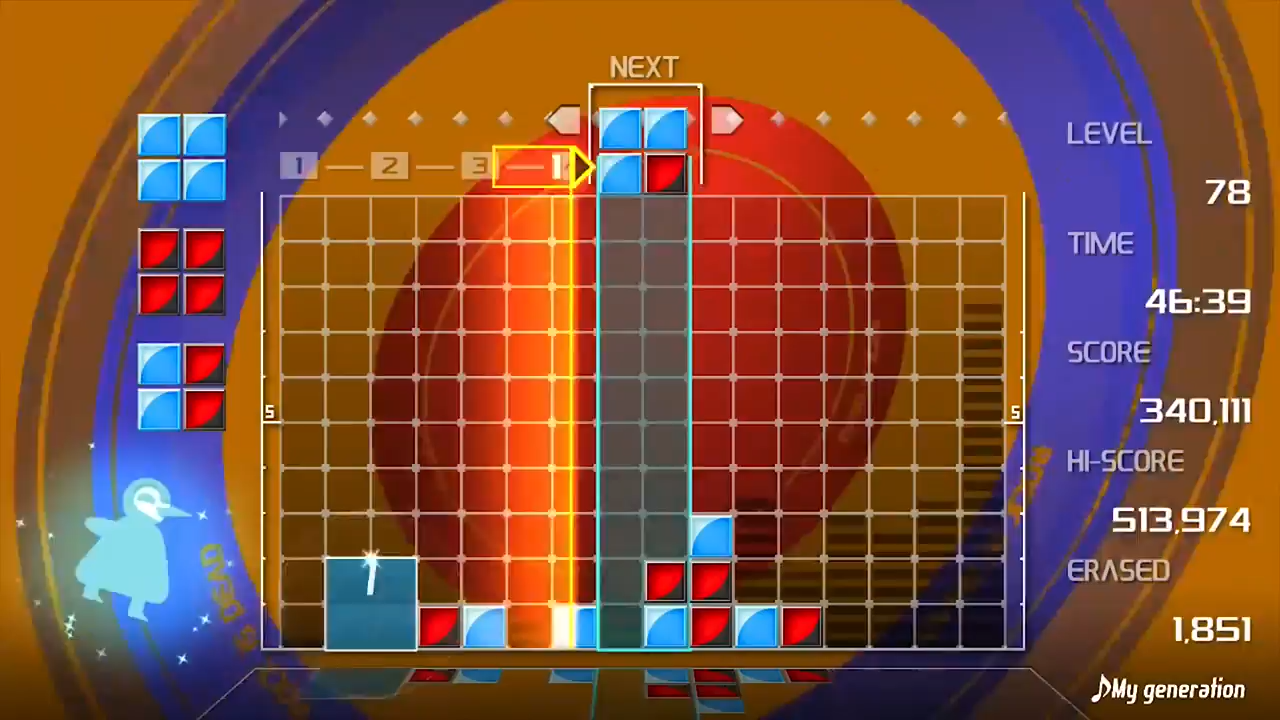 NEXT
1
2
3
1
LEVEL
78
TIME
46:39
SCORE
340,111
HI-SCORE
513,974
ERASED
1,851
5
5
♪My generation